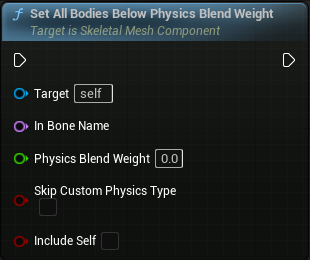 Set All Bodies Below Physics Blend Weight
Target is Skeletal Mesh Component
Target self
In Bone Name
Physics Blend Weight 0.0
Skip Custom Physics Type
Include Self